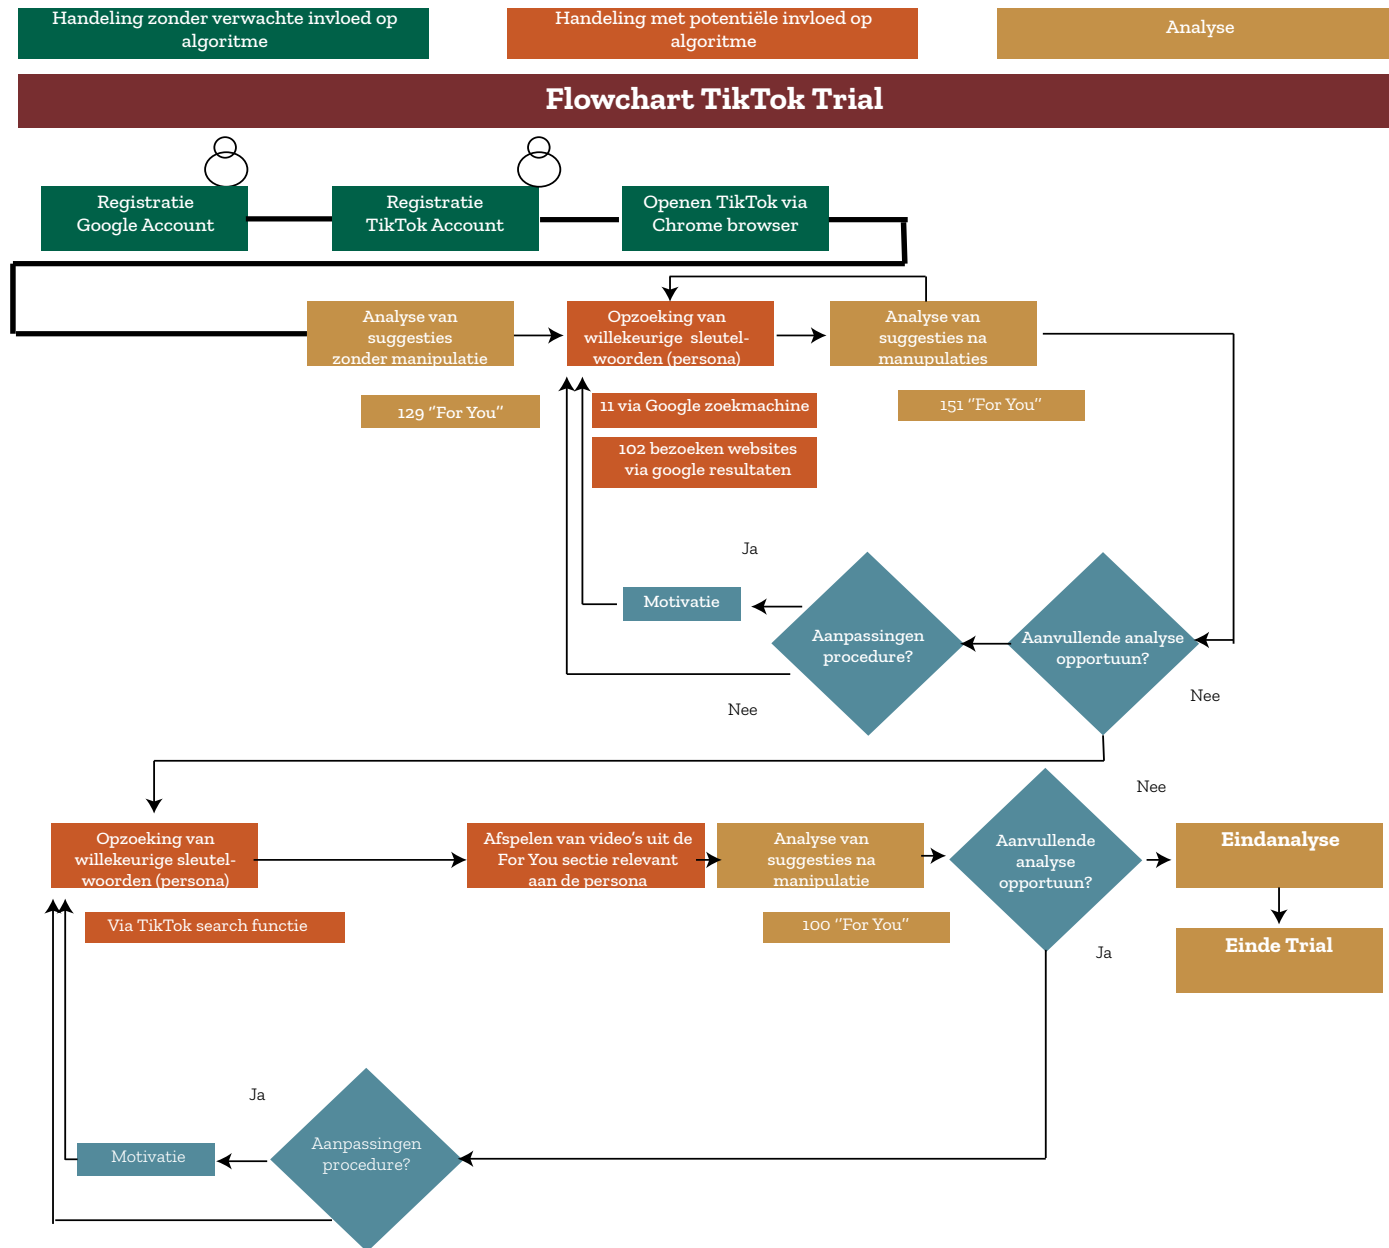 Handeling zonder verwachte invloed op
algoritme
Handeling met potentiële invloed op
algoritme
Analyse
Flowchart TikTok Trial
Registratie
Google Account
Registratie
TikTok Account
Openen TikTok via
Chrome browser
Analyse van
suggesties
zonder manipulatie
Opzoeking van
willekeurige sleutel-
woorden (persona)
Analyse van
suggesties na
manupulaties
129 "For You"
11 via Google zoekmachine
151 "For You"
102 bezoeken websites
via google resultaten
Ja
Motivatie
Aanpassingen
procedure?
Aanvullende analyse
opportuun?
Nee
Nee
Nee
Opzoeking van
willekeurige sleutel-
woorden (persona)
Afspelen van video's uit de
For You sectie relevant
aan de persona
Analyse van
suggesties na
manipulatie
Aanvullende
analyse
opportuun?
Eindanalyse
Via TikTok search functie
100 "For You"
Ja
Einde Trial
Ja
Motivatie
Aanpassingen
procedure?